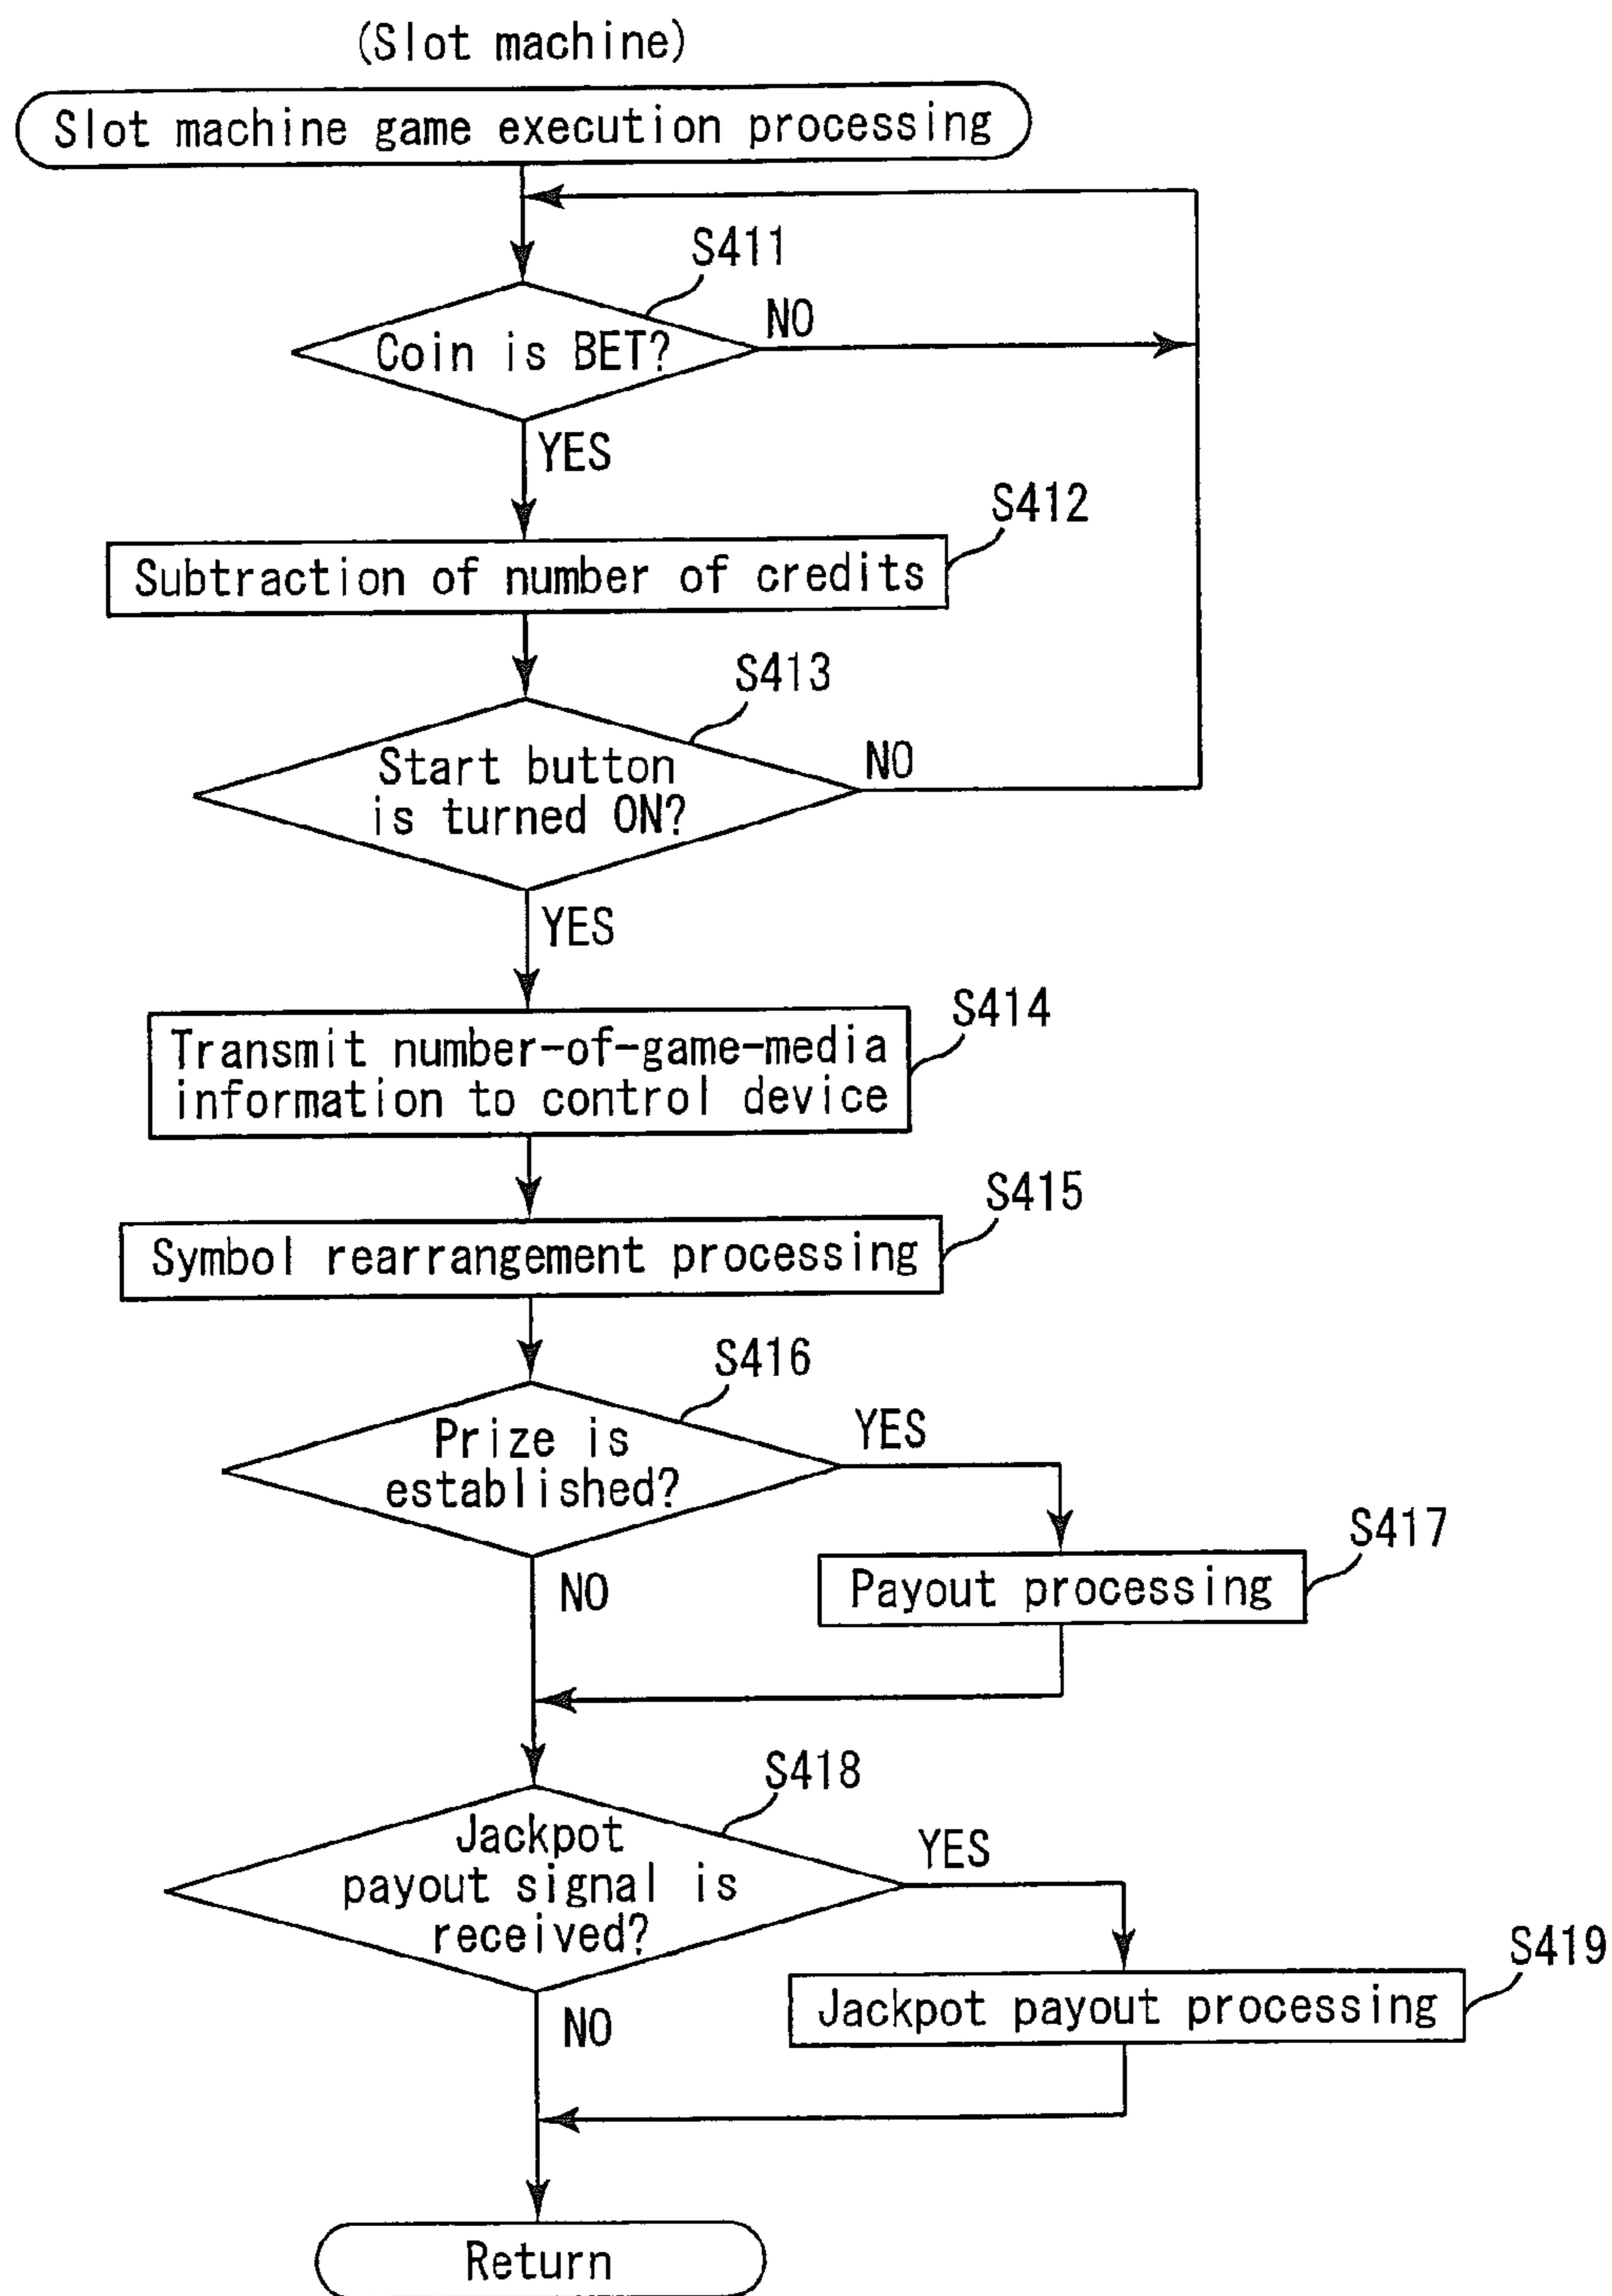 (Slot machine)
Slot machine game execution processing
S411
Coin is BET?
NO
YES
S412
Subtraction of number of credits
S413
Start button
is turned ON?
NO
YES
S414
Transmit number-of-game-media
information to control device
S415
Symbol rearrangement processing
S416
Prize is
established?
YES
NO
S417
Payout processing
S418
Jackpot
payout signal is
received?
YES
NO
S419
Jackpot payout processing
Return